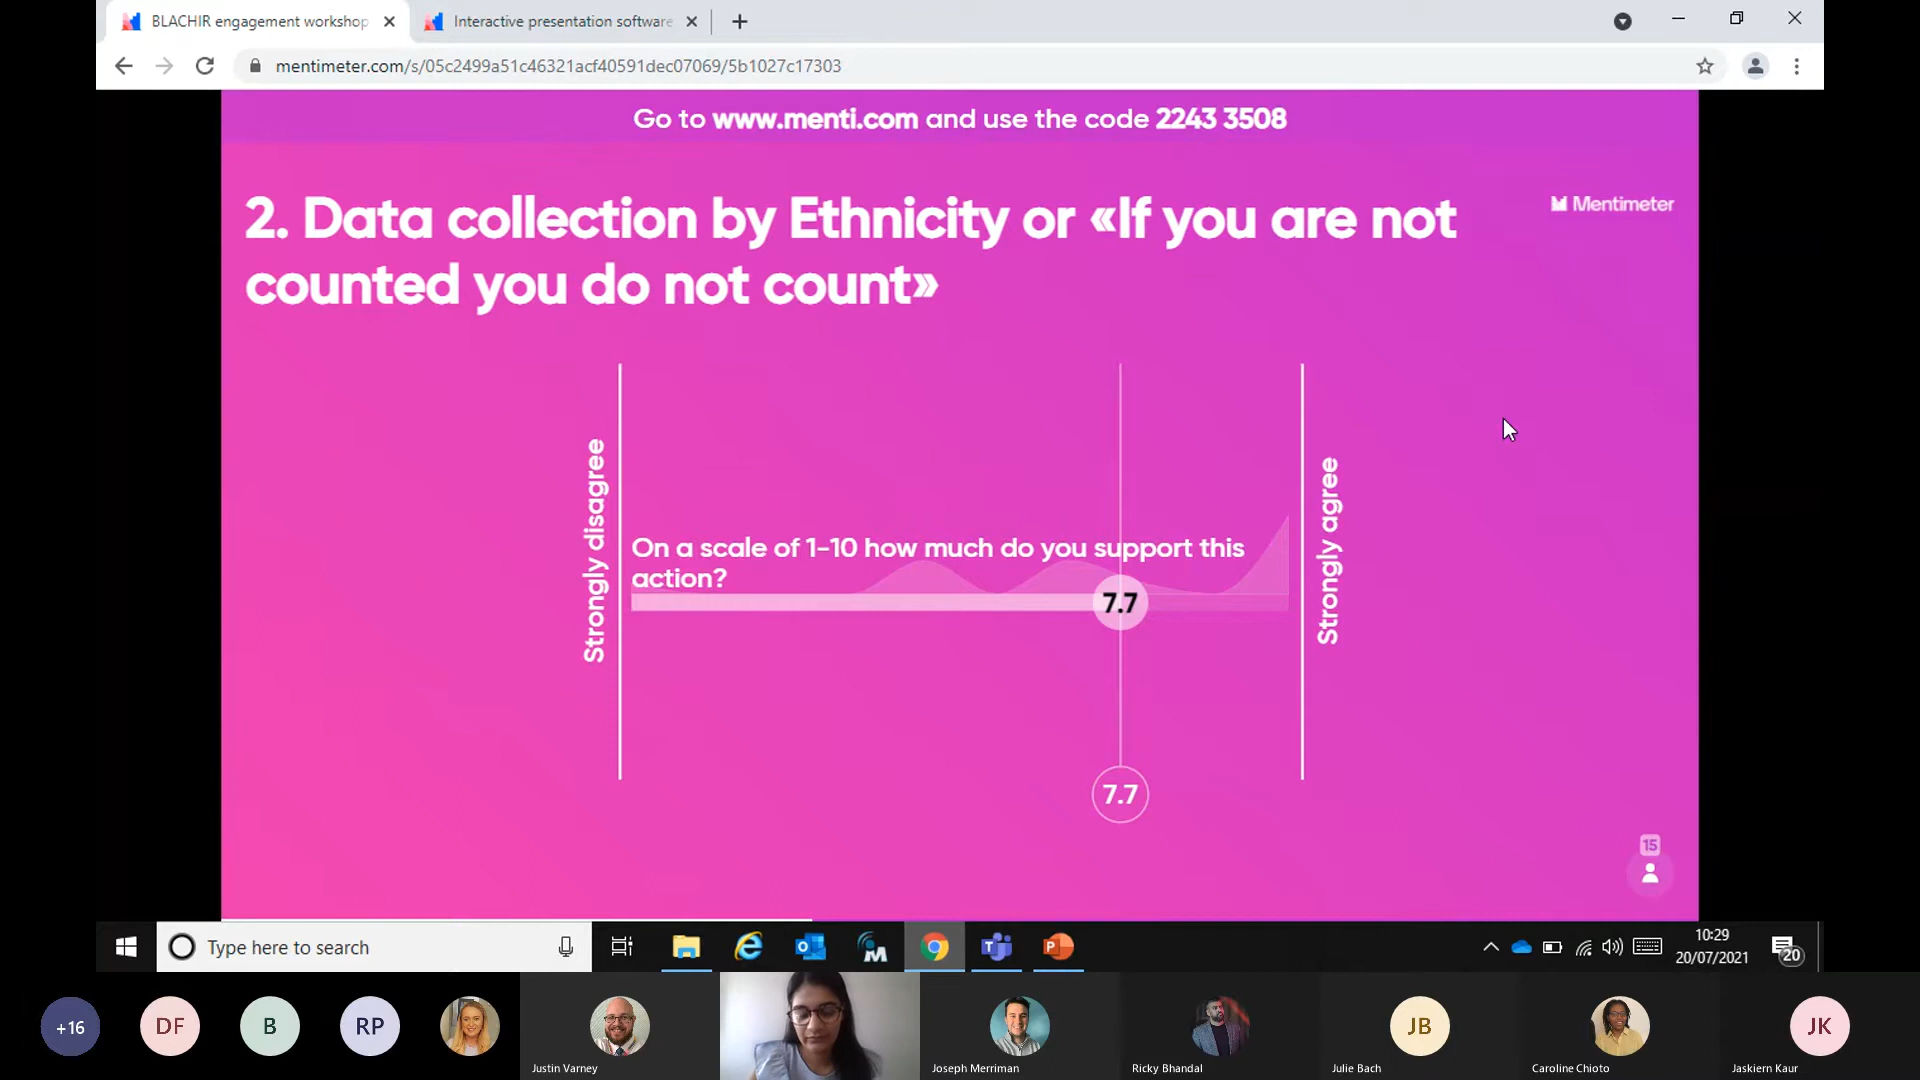 BLACHIR engagement workshop
Interactive presentation software
mentimeter.com/s/05c2499a51c46321acf40591dec07069/5b1027c17303
Go to www.menti.com and use the code 2243 3508
2. Data collection by Ethnicity or «If you are not
counted you do not count»
Mentimeter
Strongly disagree
On a scale of 1-10 how much do you support this
action?
7.7
Strongly agree
7.7
15
Type here to search
10:29
20/07/2021
20
+16
DF
B
RP
JB
JK
Justin Varney
Joseph Merriman
Ricky Bhandal
Julie Bach
Caroline Chioto
Jaskiern Kaur